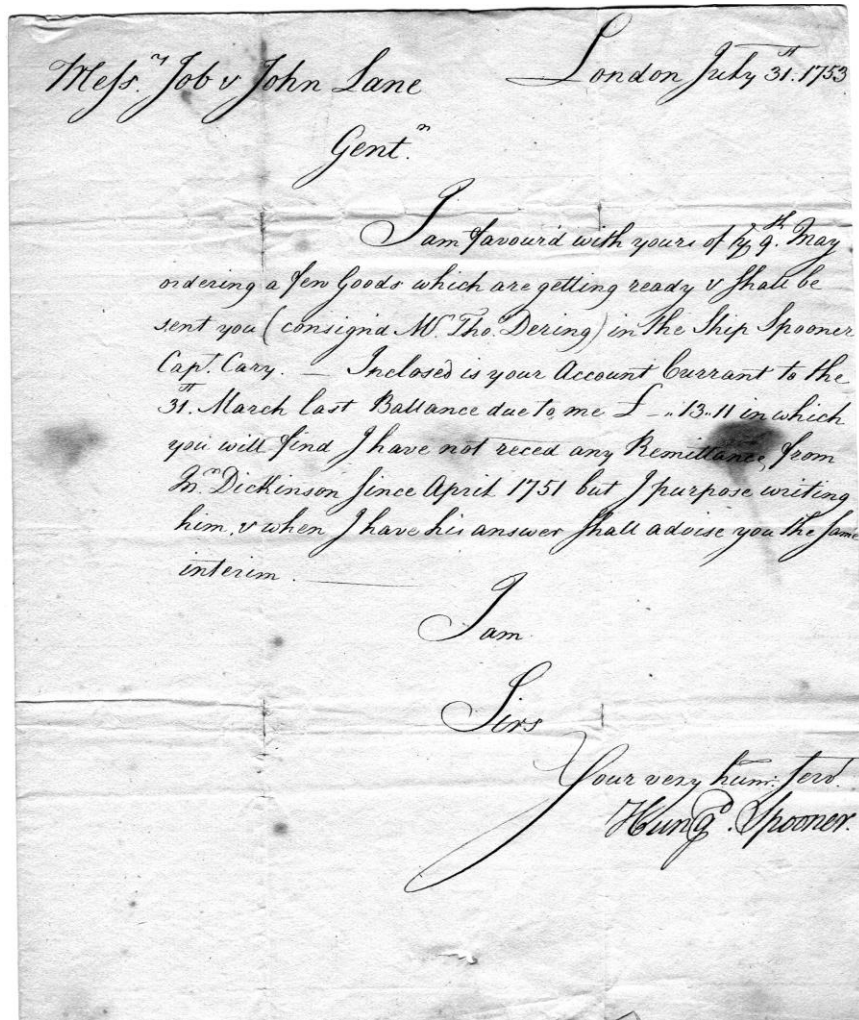 Mess.rs Job & John Lane London July 31.st 1753
Gent.n
I am favour'd with yours of ye 9.th May
ordering a few Goods which are getting ready & shall be
sent you (consign'd Mr. Tho.s Dering) in the Ship Spooner
Capt. Cary. — Inclosed is your Account Currant to the
31.st March last Ballance due to me £ -..13..11 in which
you will find I have not reced any Remittance, from
Mr. Dickinson since April 1751 but I purpose writing
him, & when I have his answer shall advise you the same
interim.
I am
Sirs
Your very hum. serv.t
Spooner.